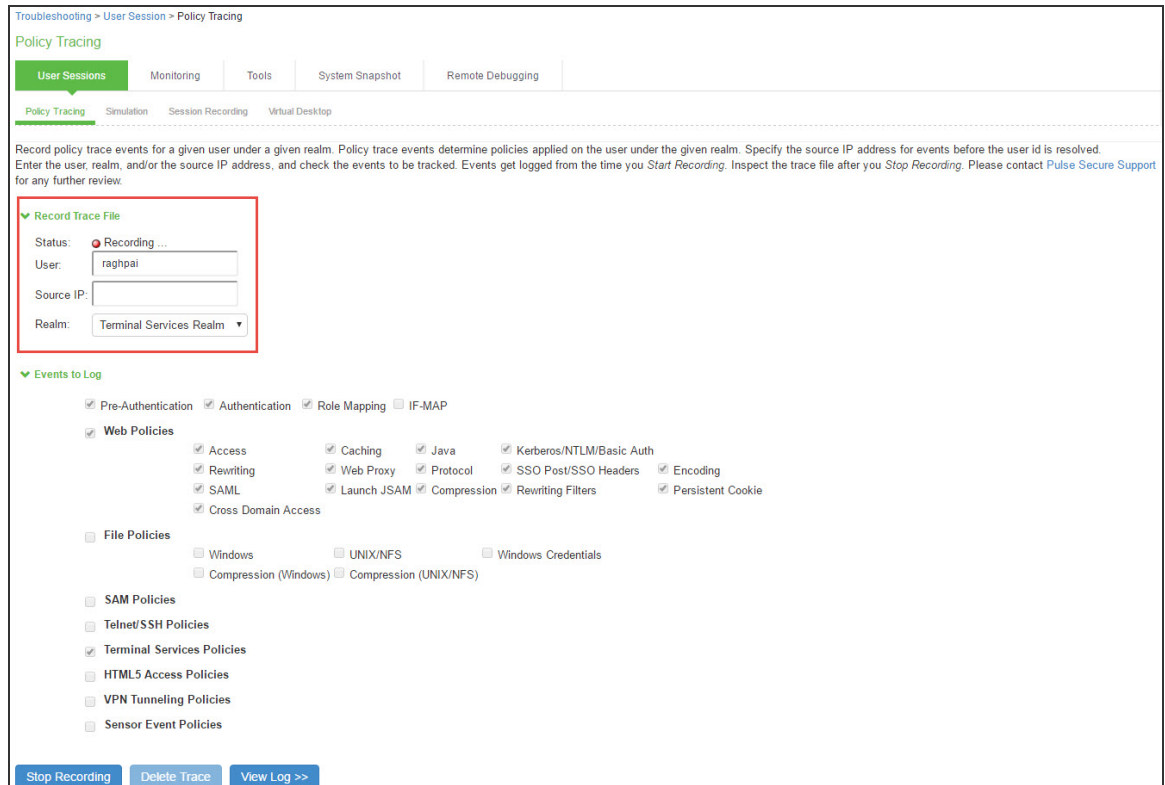 Troubleshooting > User Session > Policy Tracing
Policy Tracing
User Sessions Monitoring Tools System Snapshot Remote Debugging
Policy Tracing Simulation Session Recording Virtual Desktop
Record policy trace events for a given user under a given realm. Policy trace events determine policies applied on the user under the given realm. Specify the source IP address for events before the user id is resolved.
Enter the user, realm, and/or the source IP address, and check the events to be tracked. Events get logged from the time you Start Recording. Inspect the trace file after you Stop Recording. Please contact Pulse Secure Support
for any further review.
Record Trace File
Status: Recording ...
User: raghpai
Source IP:
Realm: Terminal Services Realm
Events to Log
Pre-Authentication Authentication Role Mapping IF-MAP
Web Policies
Access Caching Java Kerberos/NTLM/Basic Auth
Rewriting Web Proxy Protocol SSO Post/SSO Headers Encoding
SAML Launch JSAM Compression Rewriting Filters Persistent Cookie
Cross Domain Access
File Policies
Windows UNIX/NFS Windows Credentials
Compression (Windows) Compression (UNIX/NFS)
SAM Policies
Telnet/SSH Policies
Terminal Services Policies
HTML5 Access Policies
VPN Tunneling Policies
Sensor Event Policies
Stop Recording Delete Trace View Log >>